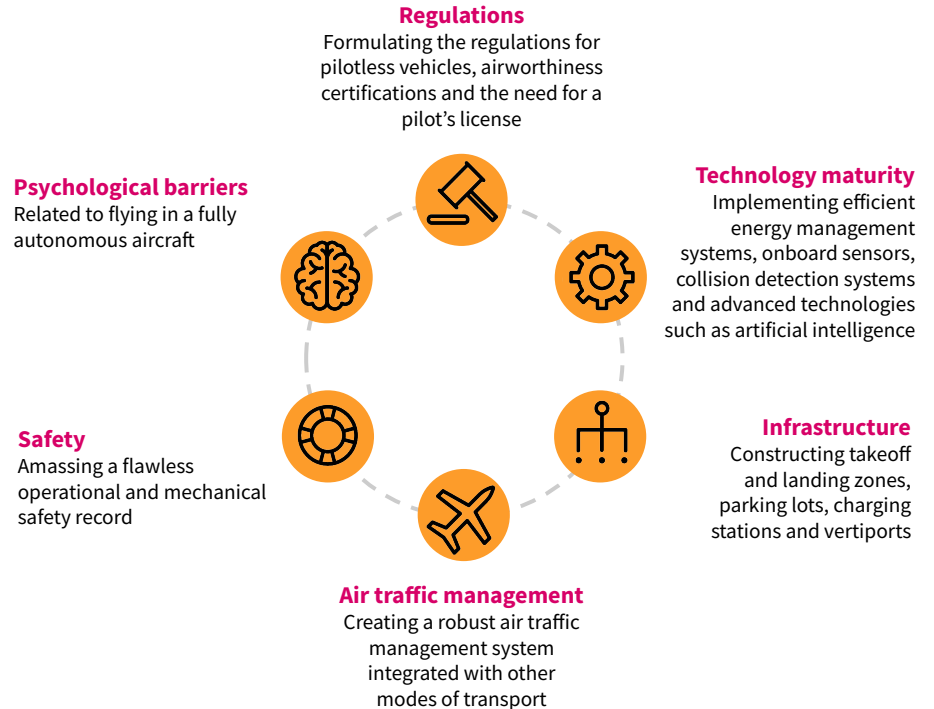 Regulations
Formulating the regulations for
pilotless vehicles, airworthiness
certifications and the need for a
pilot’s license
Technology maturity
Implementing efficient
energy management
systems, onboard sensors,
collision detection systems
and advanced technologies
such as artificial intelligence
Infrastructure
Constructing takeoff
and landing zones,
parking lots, charging
stations and vertiports
Air traffic management
Creating a robust air traffic
management system
integrated with other
modes of transport
Safety
Amassing a flawless
operational and mechanical
safety record
Psychological barriers
Related to flying in a fully
autonomous aircraft